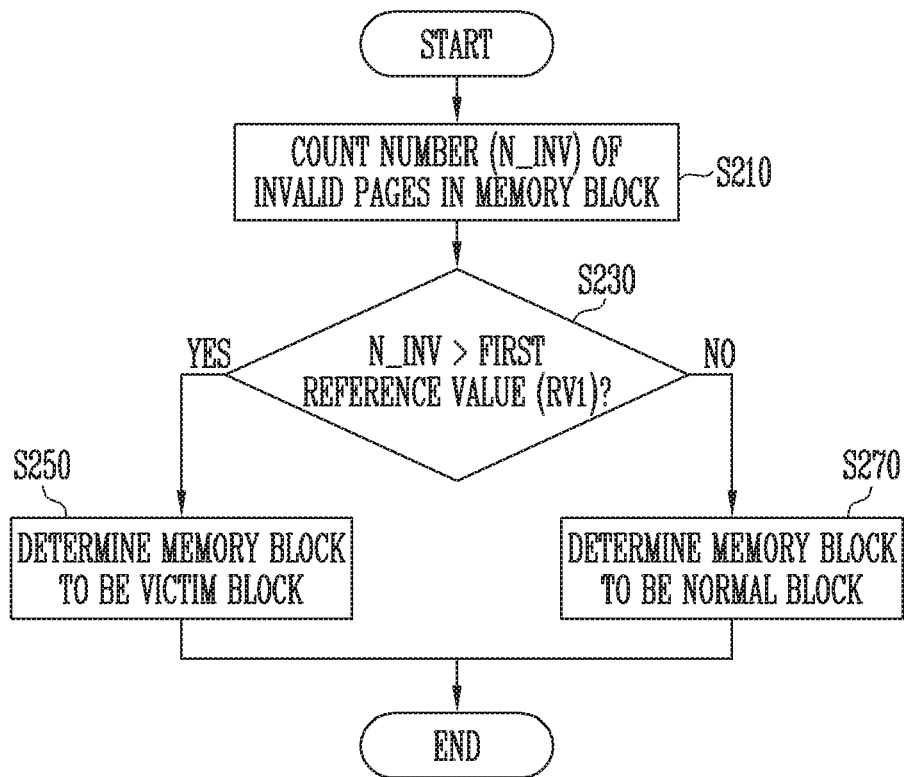 START
COUNT NUMBER (N_INV) OF
INVALID PAGES IN MEMORY BLOCK
S210
S230
N_INV > FIRST
REFERENCE VALUE (RV1)?
YES
NO
S250
DETERMINE MEMORY BLOCK
TO BE VICTIM BLOCK
S270
DETERMINE MEMORY BLOCK
TO BE NORMAL BLOCK
END